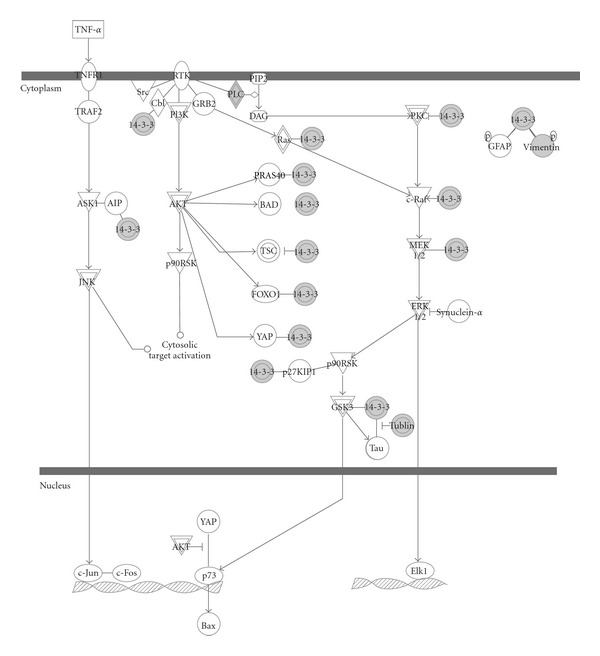 TNF-α
TNFR1
RTK
PIP2
Cytoplasm
Src
PLC
Cbl
GRB2
TRAF2
PI3K
DAG
PKC
14-3-3
14-3-3
14-3-3
Ras
14-3-3
GFAP
Vimentin
P
P
PRAS40
14-3-3
ASK1
AIP
AKT
BAD
14-3-3
c-Raf
14-3-3
14-3-3
TSC
14-3-3
MEK
1/2
14-3-3
p90RSK
JNK
FOXO1
14-3-3
ERK
1/2
Synuclein-α
YAP
14-3-3
Cytosolic
target activation
14-3-3
p27KIP1
p90RSK
GSK3
14-3-3
Tublin
Tau
Nucleus
YAP
AKT
c-Jun
c-Fos
p73
Elk1
Bax